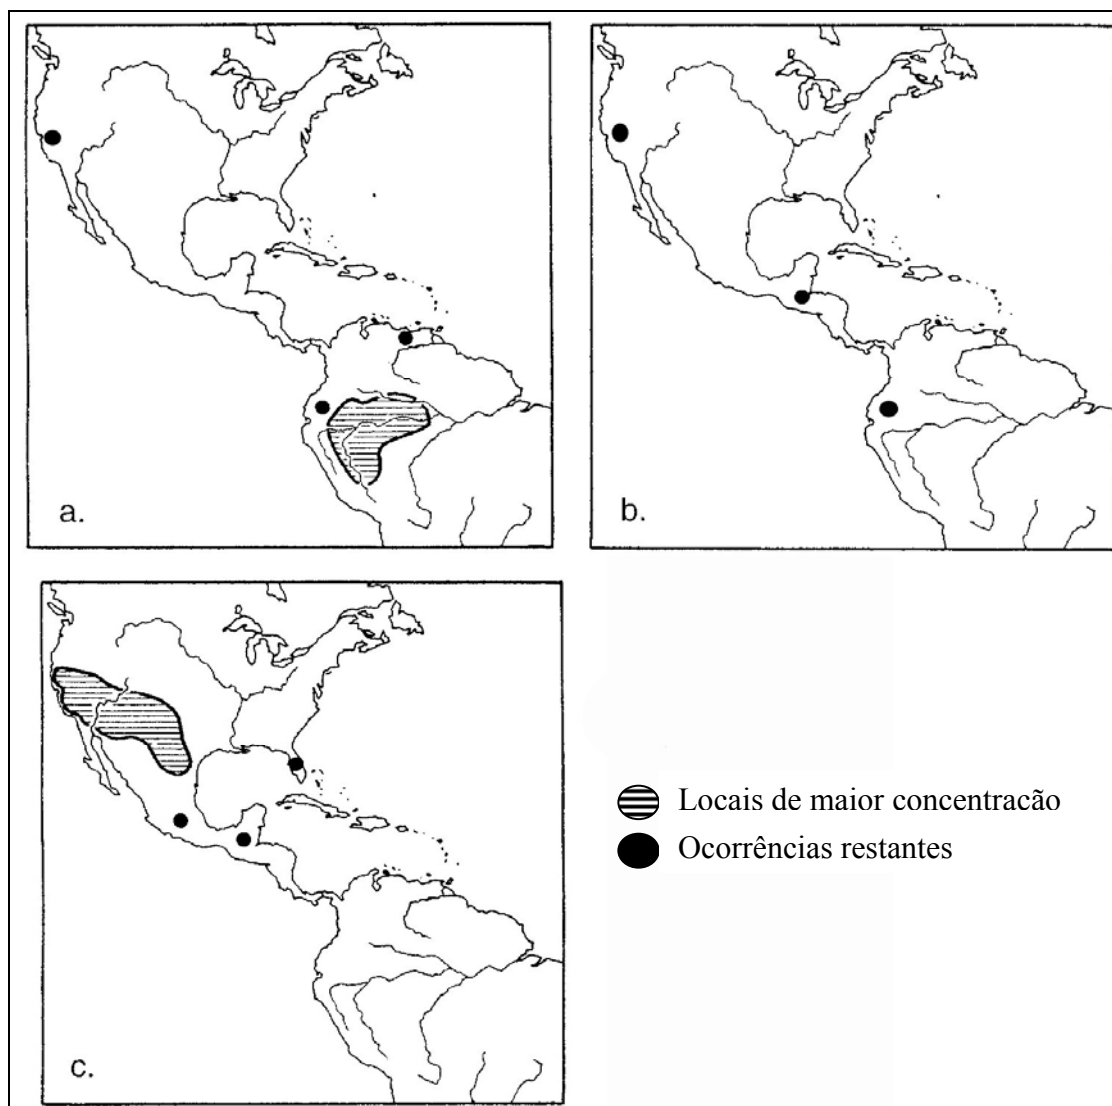 a.
b.
c.
Locais de maior concentracão
Ocorrências restantes